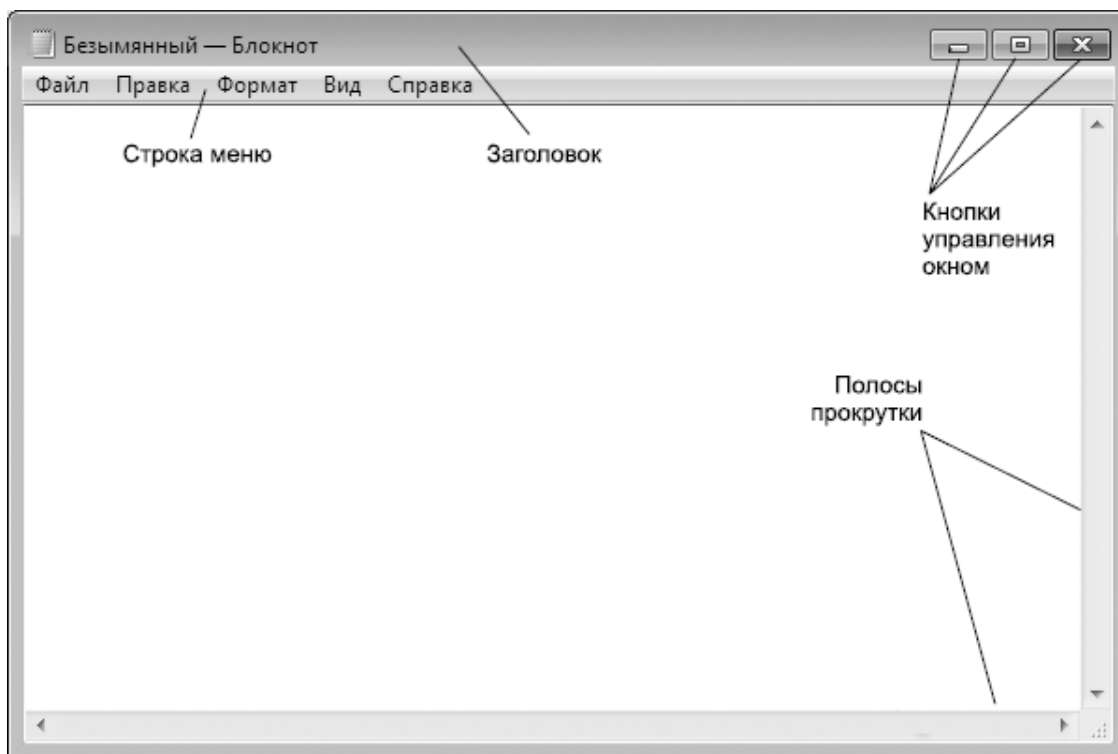 Безымянный — Блокнот
Файл Правка Формат Вид Справка
Строка меню
Заголовок
Кнопки
управления
окном
Полосы
прокрутки